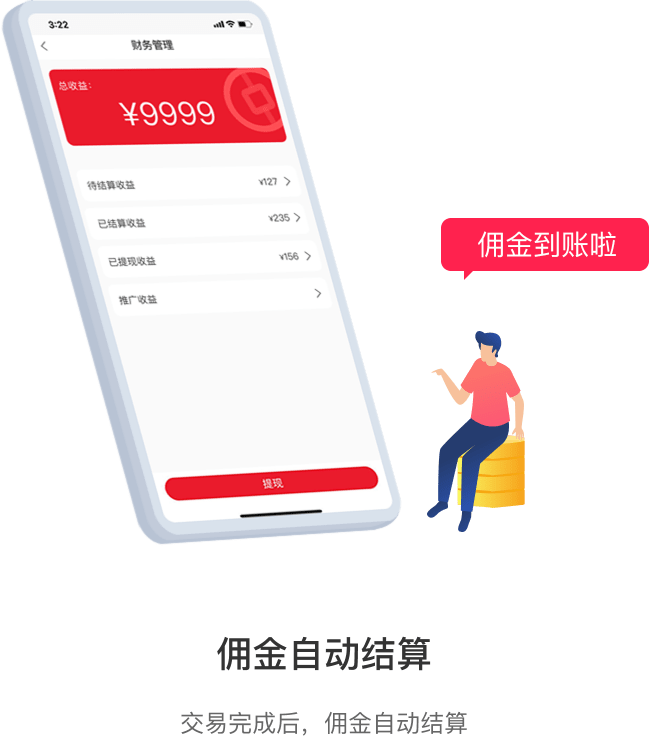 3:22
财务管理
总收益:
¥9999
待结算收益 ¥127
已结算收益 ¥235
已提现收益 ¥156
推广收益
提现
佣金到账啦
佣金自动结算
交易完成后，佣金自动结算